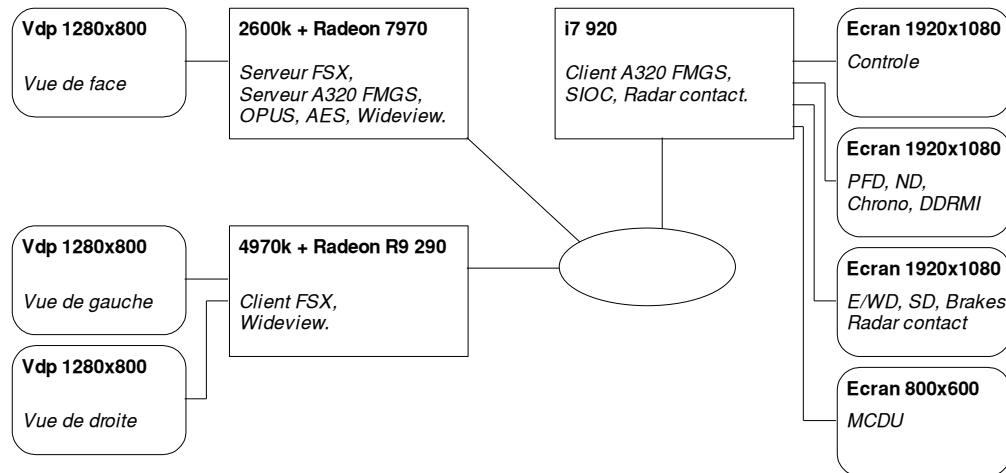 Vdp 1280x800
Vue de face
2600k + Radeon 7970
Serveur FSX,
Serveur A320 FMGS,
OPUS, AES, Wideview.
i7 920
Client A320 FMGS,
SIOC, Radar contact.
Ecran 1920x1080
Controle
Ecran 1920x1080
PFD, ND,
Chrono, DDRMI
Vdp 1280x800
Vue de gauche
4970k + Radeon R9 290
Client FSX,
Wideview.
Ecran 1920x1080
E/WD, SD, Brakes
Radar contact
Vdp 1280x800
Vue de droite
Ecran 800x600
MCDU